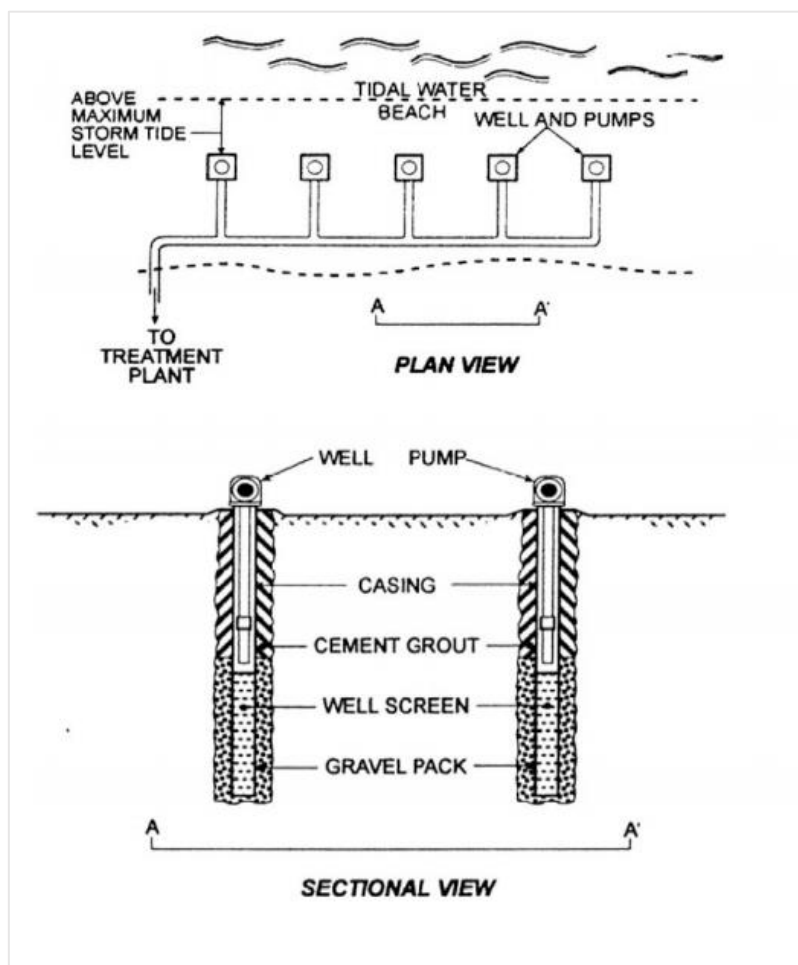 TIDAL WATER
BEACH
ABOVE
MAXIMUM
STORM TIDE
LEVEL
WELL AND PUMPS
A A'
TO
TREATMENT
PLANT
PLAN VIEW
WELL PUMP
CASING
CEMENT GROUT
WELL SCREEN
GRAVEL PACK
A A'
SECTIONAL VIEW